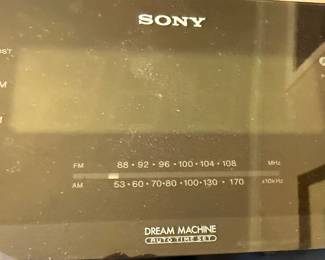 SONY
FM 88 • 92 • 96 • 100 • 104 • 108 MHz
AM 53 • 60 • 70 • 80 • 100 • 130 • 170 x10kHz
DREAM MACHINE
AUTO TIME SET